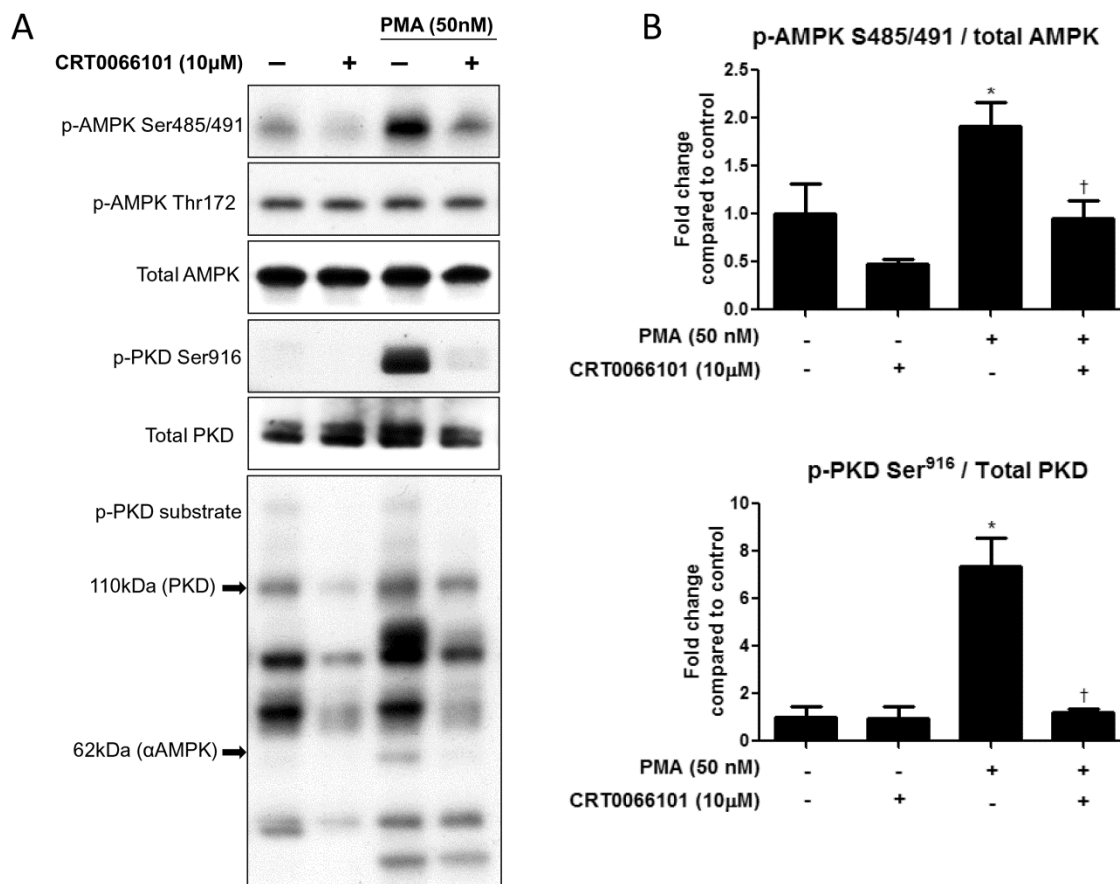 A
PMA (50nM)
CRT0066101 (10µM) – + – +
p-AMPK Ser485/491
p-AMPK Thr172
Total AMPK
p-PKD Ser916
Total PKD
p-PKD substrate
110kDa (PKD)
62kDa (αAMPK)
B
p-AMPK S485/491 / total AMPK
Fold change
compared to control
2.5
2.0
1.5
1.0
0.5
0.0
*
†
PMA (50 nM) - - + +
CRT0066101 (10µM) - + - +
p-PKD Ser⁹¹⁶ / Total PKD
Fold change
compared to control
10
8
6
4
2
0
*
†
PMA (50 nM) - - + +
CRT0066101 (10µM) - + - +